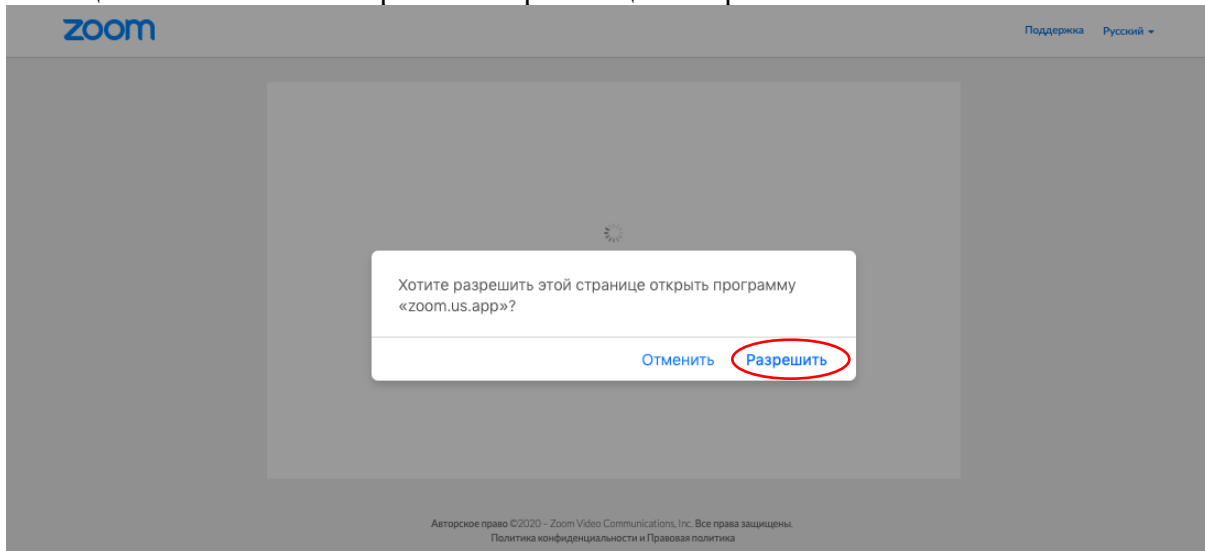 zoom
Поддержка Русский
Хотите разрешить этой странице открыть программу
«zoom.us.app»?
Отменить Разрешить
Авторское право ©2020 – Zoom Video Communications, Inc. Все права защищены.
Политика конфиденциальности и Правовая политика